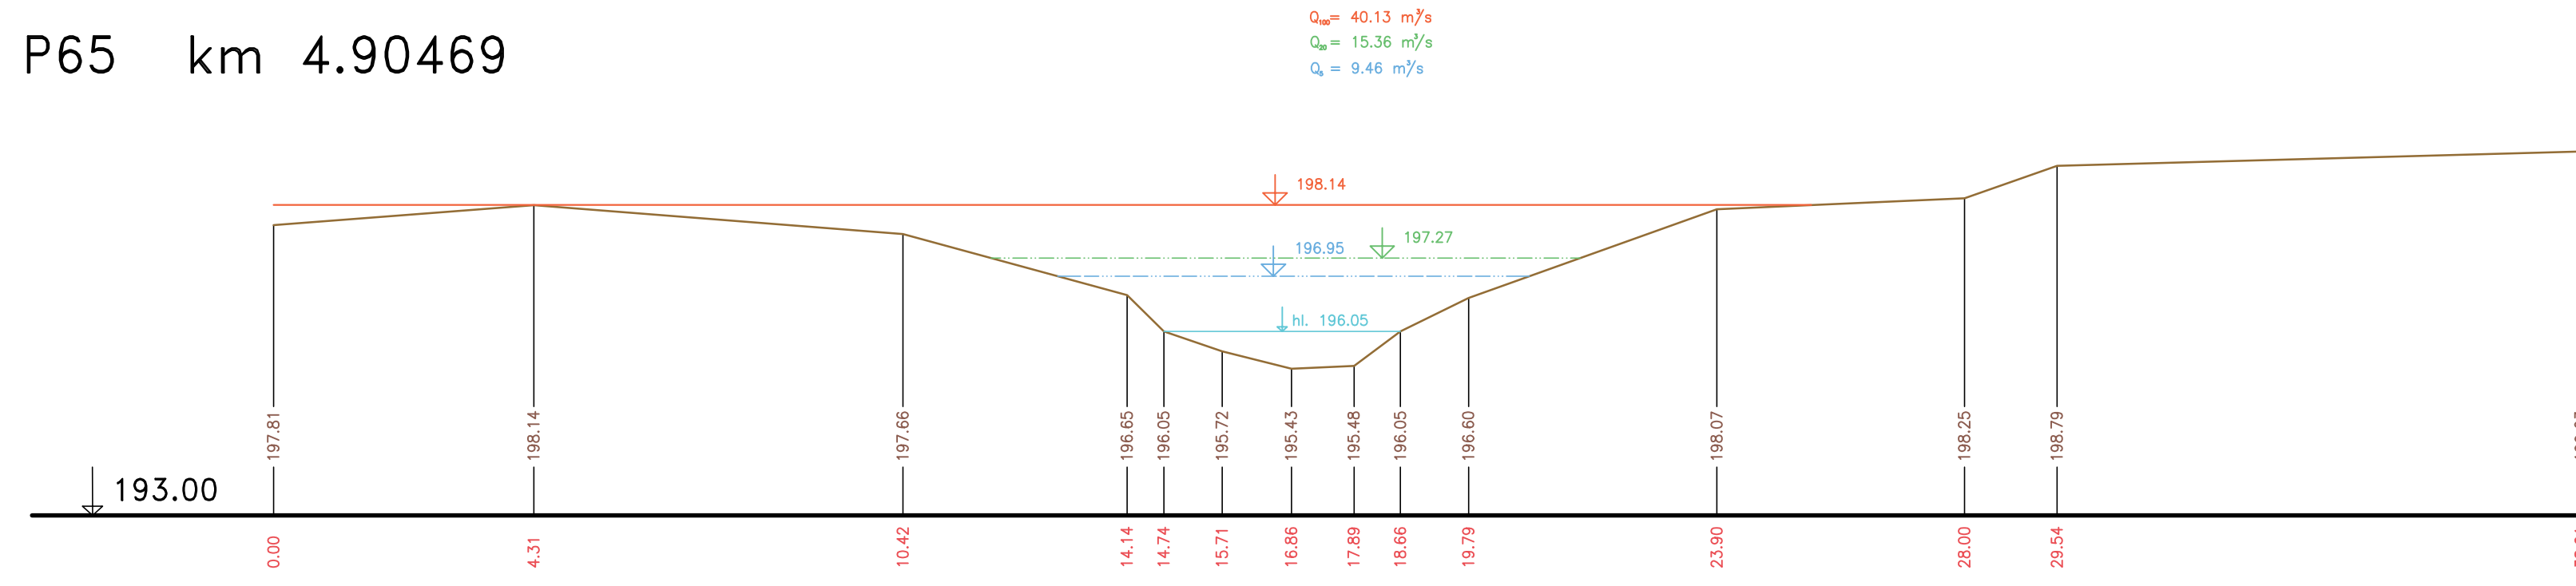 Q100= 40.13 m³/s
P65 km 4.90469
Q20= 15.36 m³/s
Q5 = 9.46 m³/s
198.14
197.27
196.95
hl. 196.05
197.81 198.14 197.66 196.65 196.05 195.72 195.43 195.48 196.05 196.60 198.07 198.25 198.79
193.00
0.00 4.31 10.42 14.14 14.74 15.71 16.86 17.89 18.66 19.79 23.90 28.00 29.54